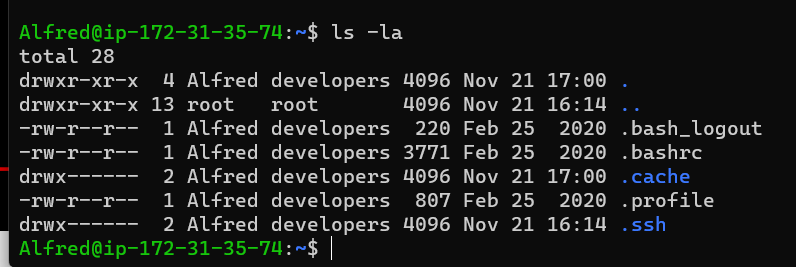 Alfred@ip-172-31-35-74:~$ ls -la
total 28
drwxr-xr-x  4 Alfred developers 4096 Nov 21 17:00 .
drwxr-xr-x 13 root   root       4096 Nov 21 16:14 ..
-rw-r--r--  1 Alfred developers  220 Feb 25  2020 .bash_logout
-rw-r--r--  1 Alfred developers 3771 Feb 25  2020 .bashrc
drwx------  2 Alfred developers 4096 Nov 21 17:00 .cache
-rw-r--r--  1 Alfred developers  807 Feb 25  2020 .profile
drwx------  2 Alfred developers 4096 Nov 21 16:14 .ssh
Alfred@ip-172-31-35-74:~$